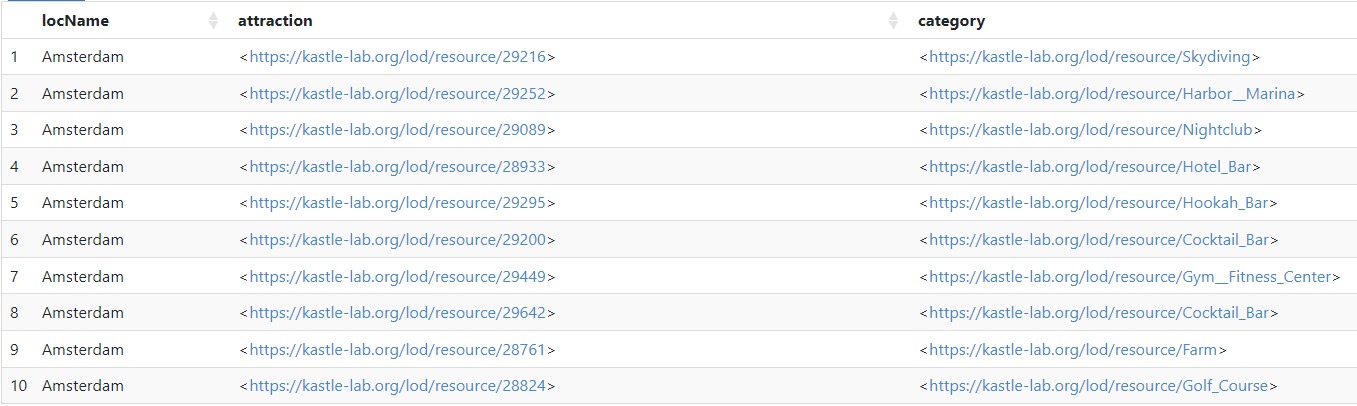 locName attraction category
1 Amsterdam <https://kastle-lab.org/lod/resource/29216> <https://kastle-lab.org/lod/resource/Skydiving>
2 Amsterdam <https://kastle-lab.org/lod/resource/29252> <https://kastle-lab.org/lod/resource/Harbor__Marina>
3 Amsterdam <https://kastle-lab.org/lod/resource/29089> <https://kastle-lab.org/lod/resource/Nightclub>
4 Amsterdam <https://kastle-lab.org/lod/resource/28933> <https://kastle-lab.org/lod/resource/Hotel_Bar>
5 Amsterdam <https://kastle-lab.org/lod/resource/29295> <https://kastle-lab.org/lod/resource/Hookah_Bar>
6 Amsterdam <https://kastle-lab.org/lod/resource/29200> <https://kastle-lab.org/lod/resource/Cocktail_Bar>
7 Amsterdam <https://kastle-lab.org/lod/resource/29449> <https://kastle-lab.org/lod/resource/Gym__Fitness_Center>
8 Amsterdam <https://kastle-lab.org/lod/resource/29642> <https://kastle-lab.org/lod/resource/Cocktail_Bar>
9 Amsterdam <https://kastle-lab.org/lod/resource/28761> <https://kastle-lab.org/lod/resource/Farm>
10 Amsterdam <https://kastle-lab.org/lod/resource/28824> <https://kastle-lab.org/lod/resource/Golf_Course>